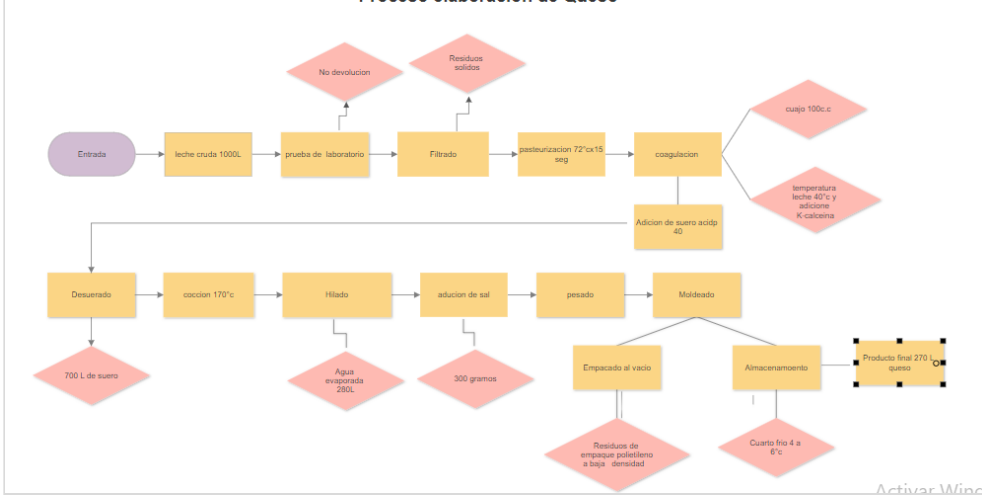 Proceso elaboracion de Queso
No devolucion
Residuos
solidos
cuajo 100c.c
Entrada
leche cruda 1000L
prueba de laboratorio
Filtrado
pasteurizacion 72°cx15
seg
coagulacion
temperatura
leche 40°c y
adicione
K-calceina
Adicion de suero acidp
40
Desuerado
coccion 170°c
Hilado
aducion de sal
pesado
Moldeado
700 L de suero
Agua
evaporada
280L
300 gramos
Empacado al vacio
Almacenamoento
Producto final 270 L
queso
Residuos de
empaque polietileno
a baja densidad
Cuarto frio 4 a
6°c
Activar Wind